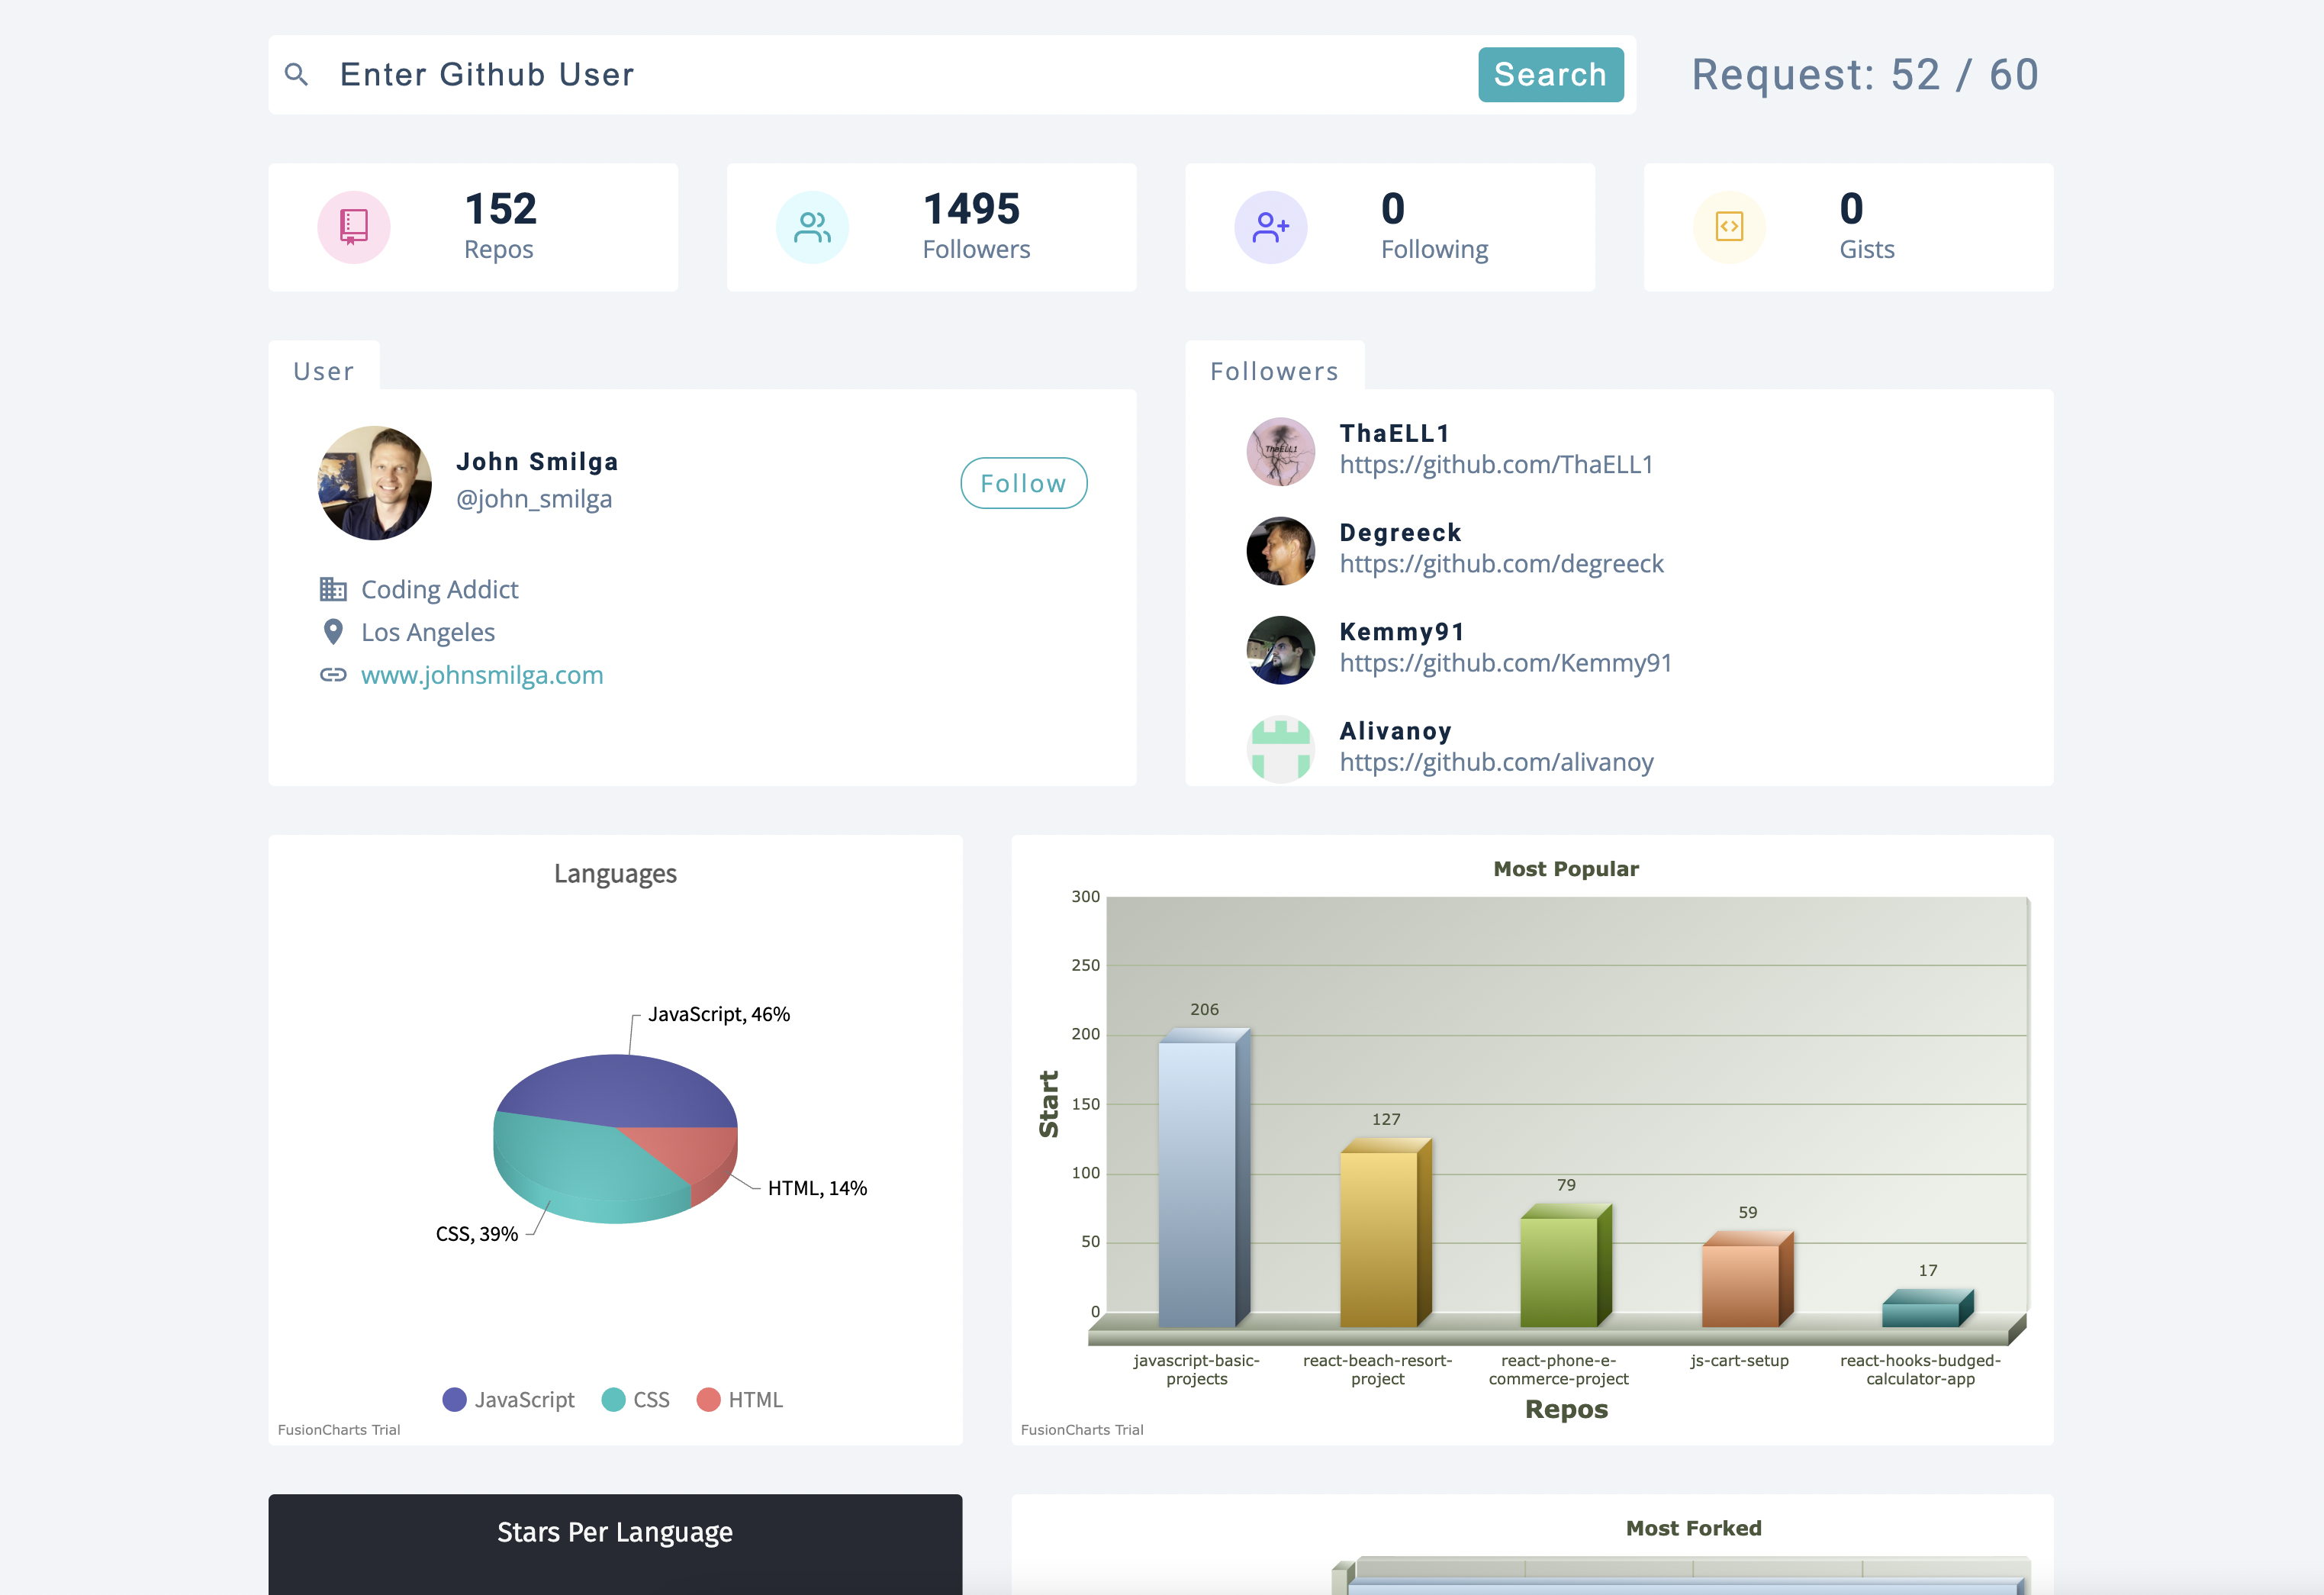 Enter Github User
Search
Request: 52 / 60
152
Repos
1495
Followers
0
Following
0
Gists
User
John Smilga
@john_smilga
Follow
Coding Addict
Los Angeles
www.johnsmilga.com
Followers
ThaELL1
ThaELL1
https://github.com/ThaELL1
Degreeck
https://github.com/degreeck
Kemmy91
https://github.com/Kemmy91
Alivanoy
https://github.com/alivanoy
Languages
JavaScript, 46%
HTML, 14%
CSS, 39%
JavaScript
CSS
HTML
FusionCharts Trial
Most Popular
Start
300
250
200
150
100
50
0
206
127
79
59
17
javascript-basic-
projects
react-beach-resort-
project
react-phone-e-
commerce-project
js-cart-setup
react-hooks-budged-
calculator-app
Repos
FusionCharts Trial
Stars Per Language
Most Forked